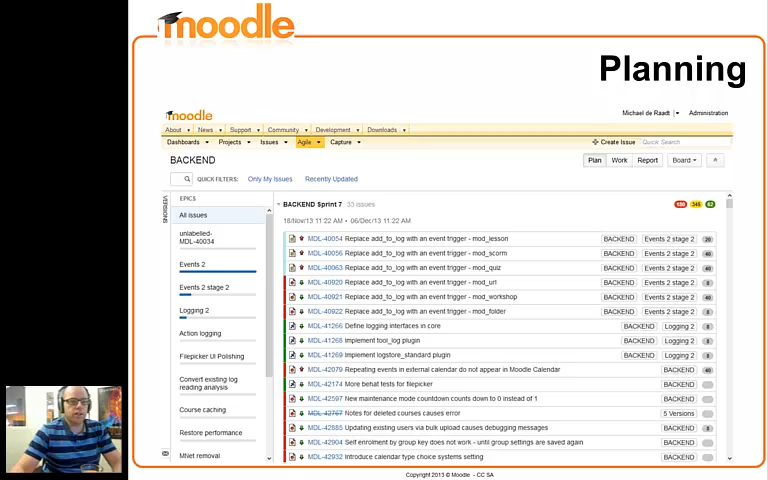 moodle
Planning
moodle
Michael de Raadt Administration
About News Support Community Development Downloads
Dashboards Projects Issues Agile Capture Create Issue Quick Search
BACKEND Plan Work Report Board
QUICK FILTERS: Only My Issues Recently Updated
VERSIONS
EPICS
All issues
unlabelled-
MDL-40034
Events 2
Events 2 stage 2
Logging 2
Action logging
Filepicker UI Polishing
Convert existing log
reading analysis
Course caching
Restore performance
MNet removal
BACKEND Sprint 7 33 issues
18/Nov/13 11:22 AM • 06/Dec/13 11:22 AM
MDL-40054 Replace add_to_log with an event trigger - mod_lesson BACKEND Events 2 stage 2 20
MDL-40056 Replace add_to_log with an event trigger - mod_scorm BACKEND Events 2 stage 2 40
MDL-40063 Replace add_to_log with an event trigger - mod_quiz BACKEND Events 2 stage 2 40
MDL-40920 Replace add_to_log with an event trigger - mod_url BACKEND Events 2 stage 2 8
MDL-40921 Replace add_to_log with an event trigger - mod_workshop BACKEND Events 2 stage 2 40
MDL-40922 Replace add_to_log with an event trigger - mod_folder BACKEND Events 2 stage 2 8
MDL-41266 Define logging interfaces in core BACKEND Logging 2 8
MDL-41268 Implement tool_log plugin BACKEND Logging 2 8
MDL-41269 Implement logstore_standard plugin BACKEND Logging 2 8
MDL-42079 Repeating events in external calendar do not appear in Moodle Calendar BACKEND 40
MDL-42174 More behat tests for filepicker BACKEND
MDL-42597 New maintenance mode countdown counts down to 0 instead of 1 BACKEND
MDL-42767 Notes for deleted courses causes error 5 Versions
MDL-42885 Updating existing users via bulk upload causes debugging messages BACKEND 8
MDL-42904 Self enrolment by group key does not work - until group settings are saved again BACKEND
MDL-42932 Introduce calendar type choice systems setting BACKEND
Copyright 2013 © Moodle - CC SA